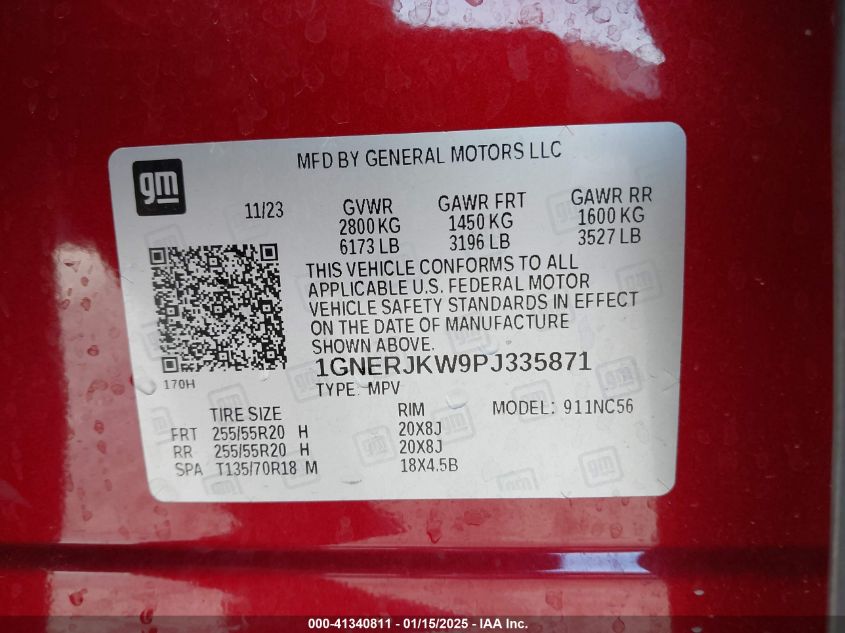 MFD BY GENERAL MOTORS LLC
gm
11/23 GVWR GAWR FRT GAWR RR
2800 KG 1450 KG 1600 KG
6173 LB 3196 LB 3527 LB
THIS VEHICLE CONFORMS TO ALL
APPLICABLE U.S. FEDERAL MOTOR
VEHICLE SAFETY STANDARDS IN EFFECT
ON THE DATE OF MANUFACTURE
SHOWN ABOVE.
1GNERJKW9PJ335871
170H
TYPE: MPV
TIRE SIZE RIM MODEL: 911NC56
FRT 255/55R20 H 20X8J
RR 255/55R20 H 20X8J
SPA T135/70R18 M 18X4.5B
000-41340811 - 01/15/2025 - IAA Inc.